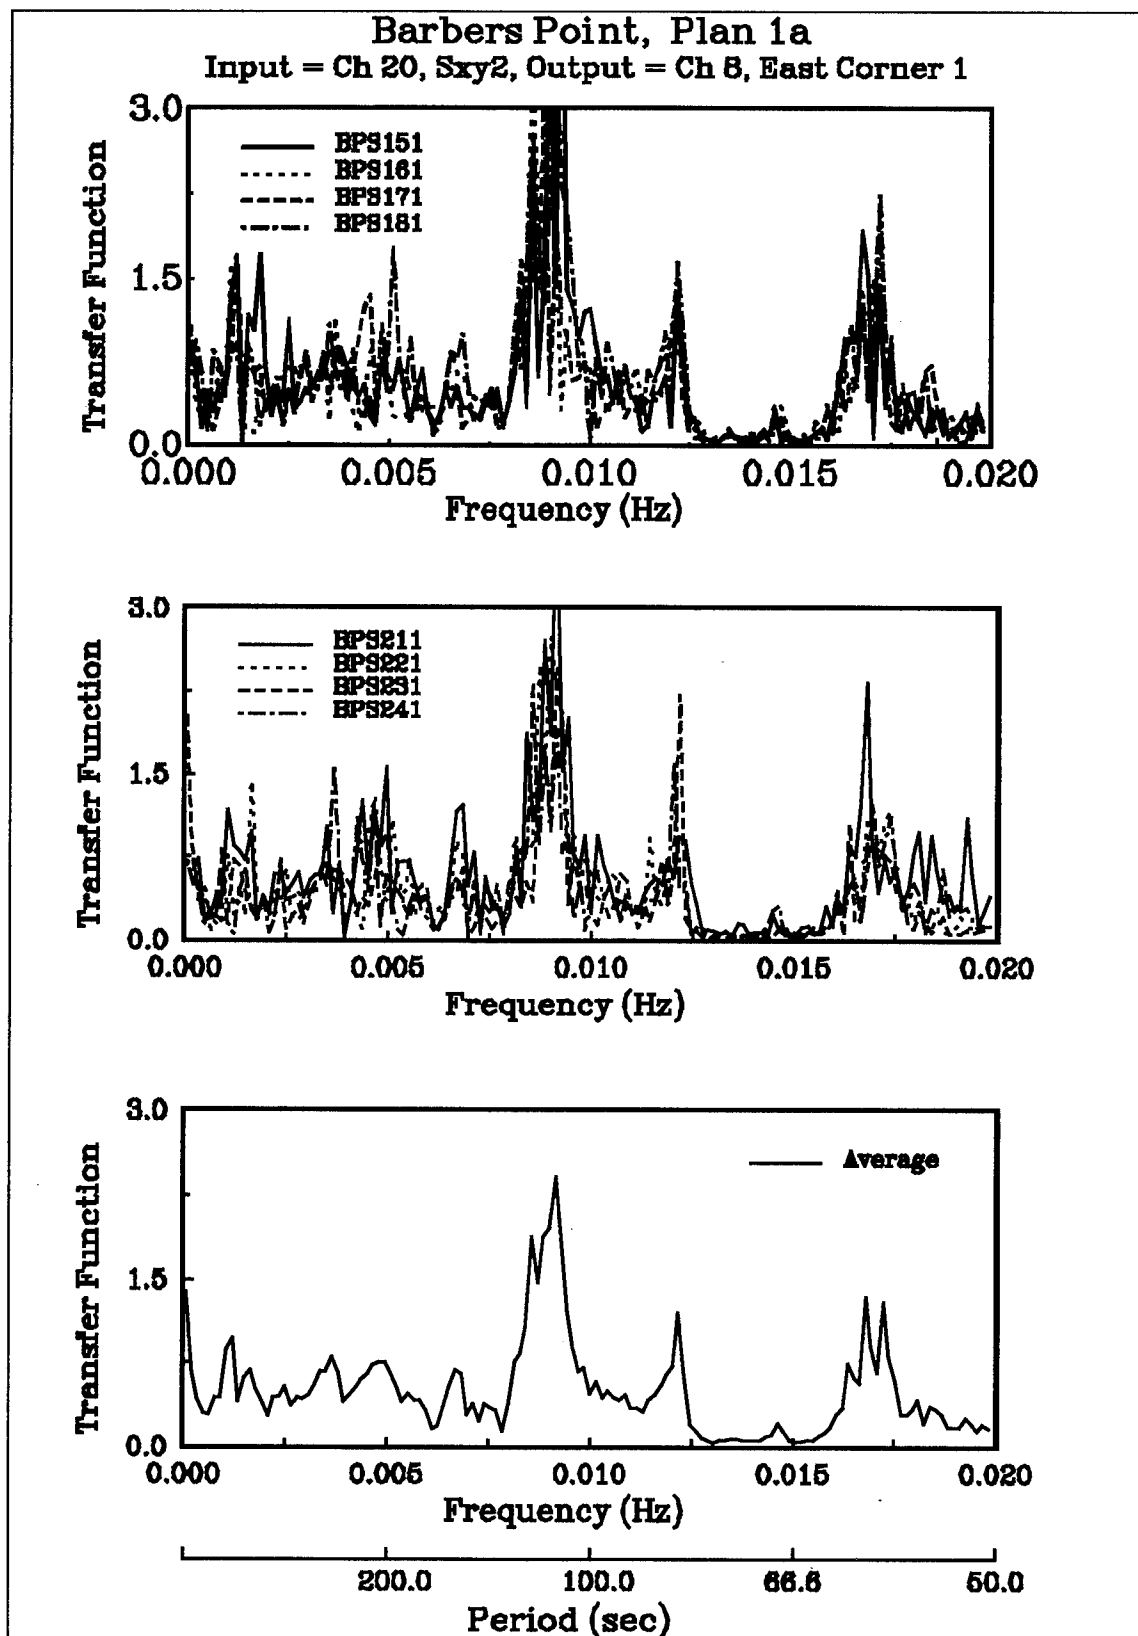 Barbers Point, Plan 1a
Input = Ch 20, Sxy2, Output = Ch 8, East Corner 1
3.0
1.5
0.0
Transfer Function
BPS151
BPS161
BPS171
BPS181
0.000 0.005 0.010 0.015 0.020
Frequency (Hz)
3.0
1.5
0.0
Transfer Function
BPS211
BPS221
BPS231
BPS241
0.000 0.005 0.010 0.015 0.020
Frequency (Hz)
3.0
1.5
0.0
Transfer Function
Average
0.000 0.005 0.010 0.015 0.020
Frequency (Hz)
200.0 100.0 66.6 50.0
Period (sec)